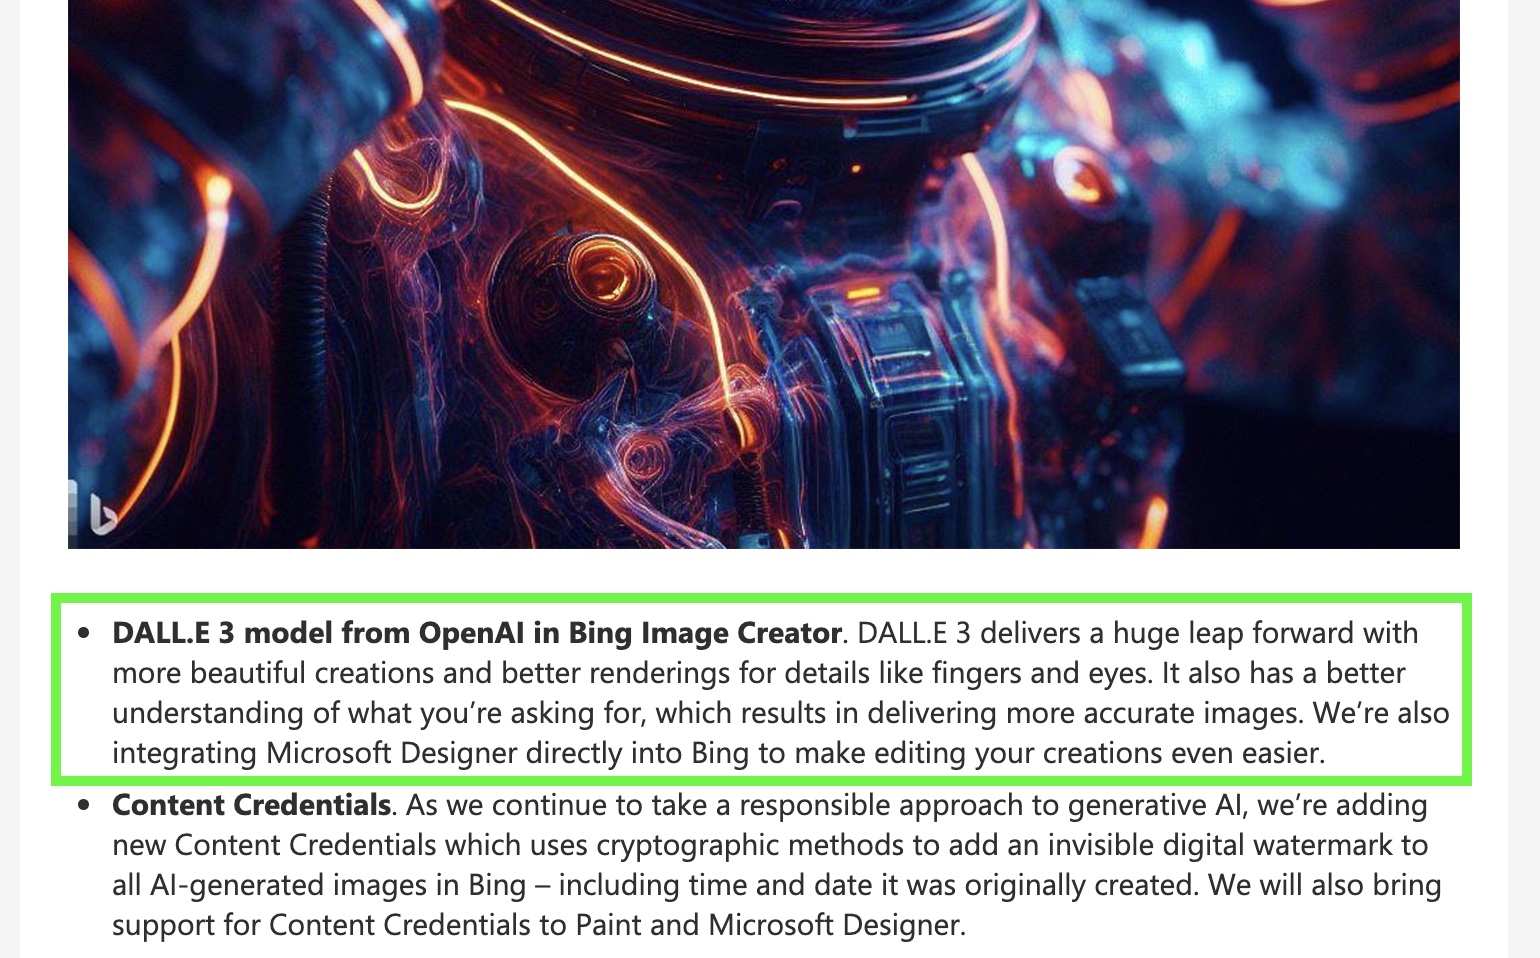 DALL.E 3 model from OpenAI in Bing Image Creator. DALL.E 3 delivers a huge leap forward with
more beautiful creations and better renderings for details like fingers and eyes. It also has a better
understanding of what you’re asking for, which results in delivering more accurate images. We’re also
integrating Microsoft Designer directly into Bing to make editing your creations even easier.
Content Credentials. As we continue to take a responsible approach to generative AI, we’re adding
new Content Credentials which uses cryptographic methods to add an invisible digital watermark to
all AI-generated images in Bing – including time and date it was originally created. We will also bring
support for Content Credentials to Paint and Microsoft Designer.